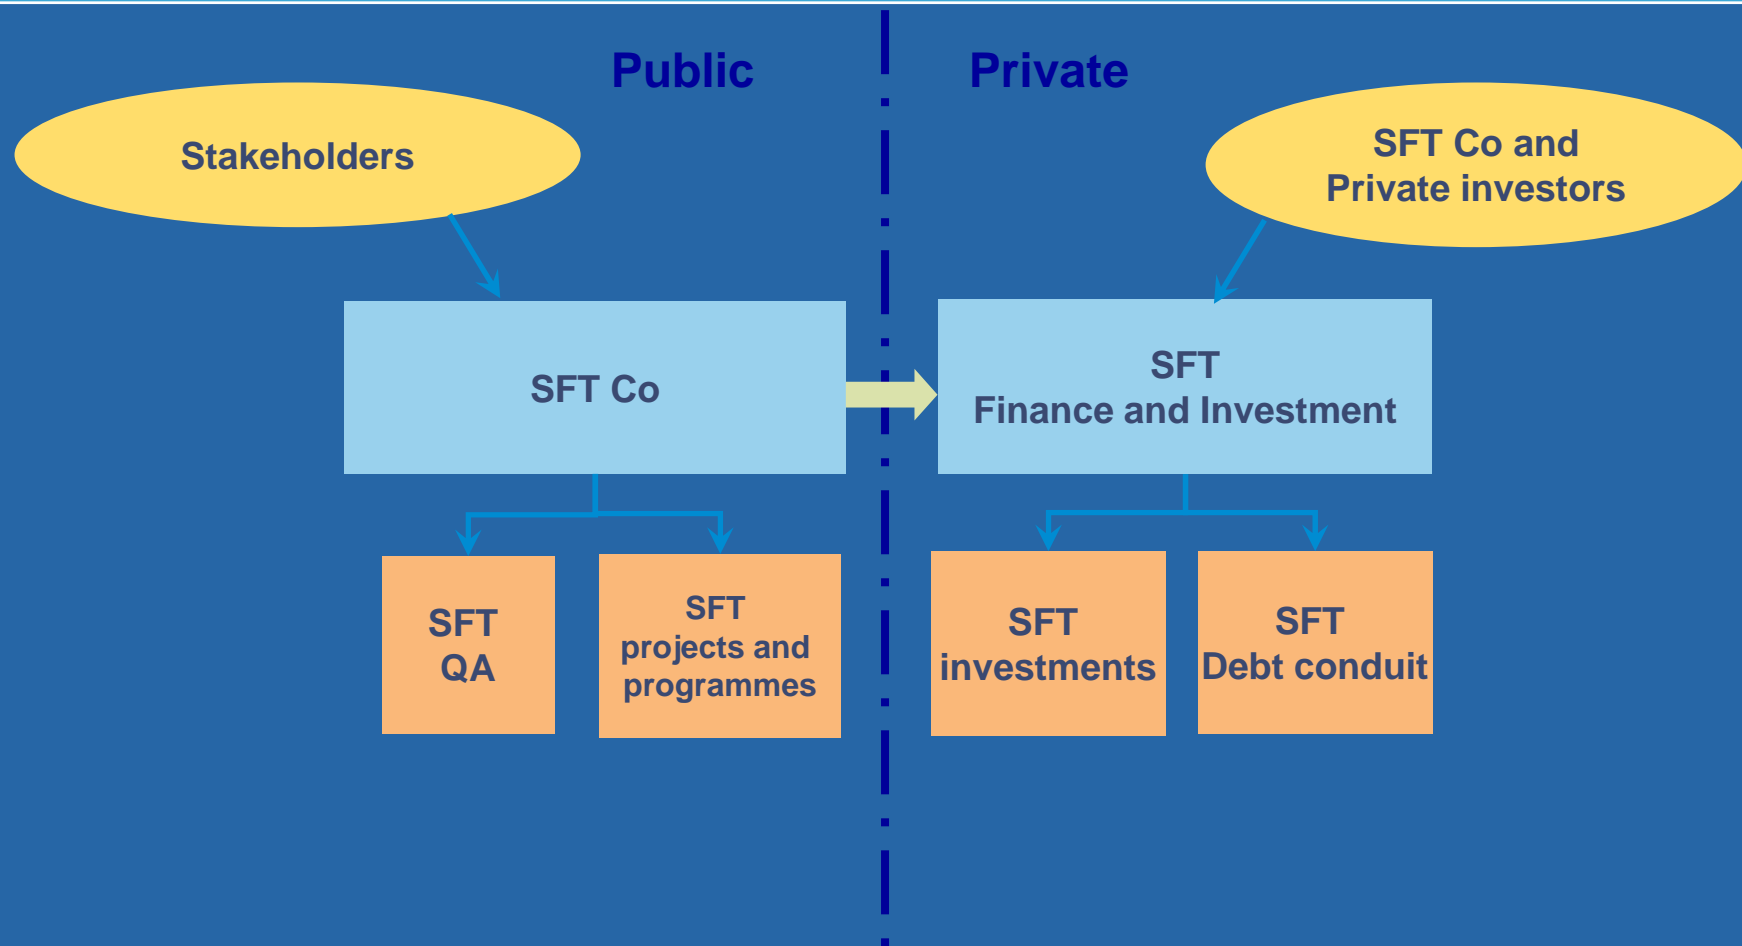 Public
Private
Stakeholders
SFT Co and
Private investors
SFT Co
SFT
Finance and Investment
SFT
QA
SFT
projects and
programmes
SFT
investments
SFT
Debt conduit